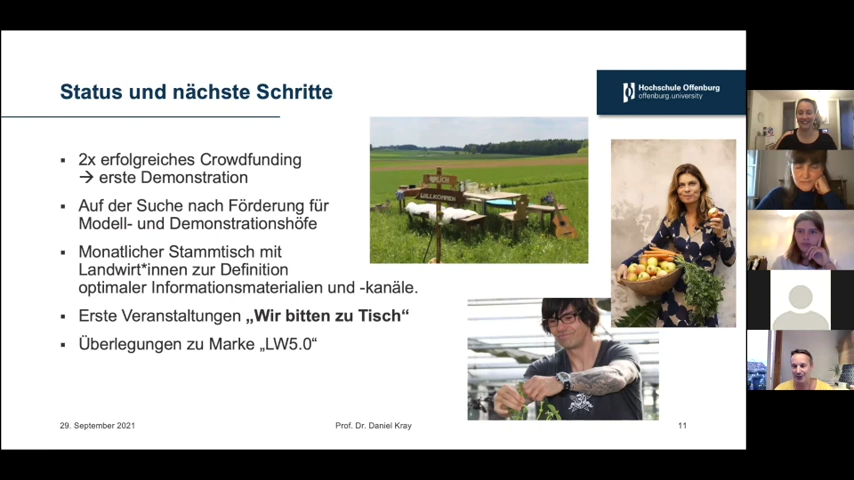 Status und nächste Schritte
Hochschule Offenburg
offenburg.university
▪ 2x erfolgreiches Crowdfunding
→ erste Demonstration
▪ Auf der Suche nach Förderung für
Modell- und Demonstrationshöfe
▪ Monatlicher Stammtisch mit
Landwirt*innen zur Definition
optimaler Informationsmaterialien und -kanäle.
▪ Erste Veranstaltungen „Wir bitten zu Tisch“
▪ Überlegungen zu Marke „LW5.0“
WILLKOMMEN
29. September 2021
Prof. Dr. Daniel Kray
11